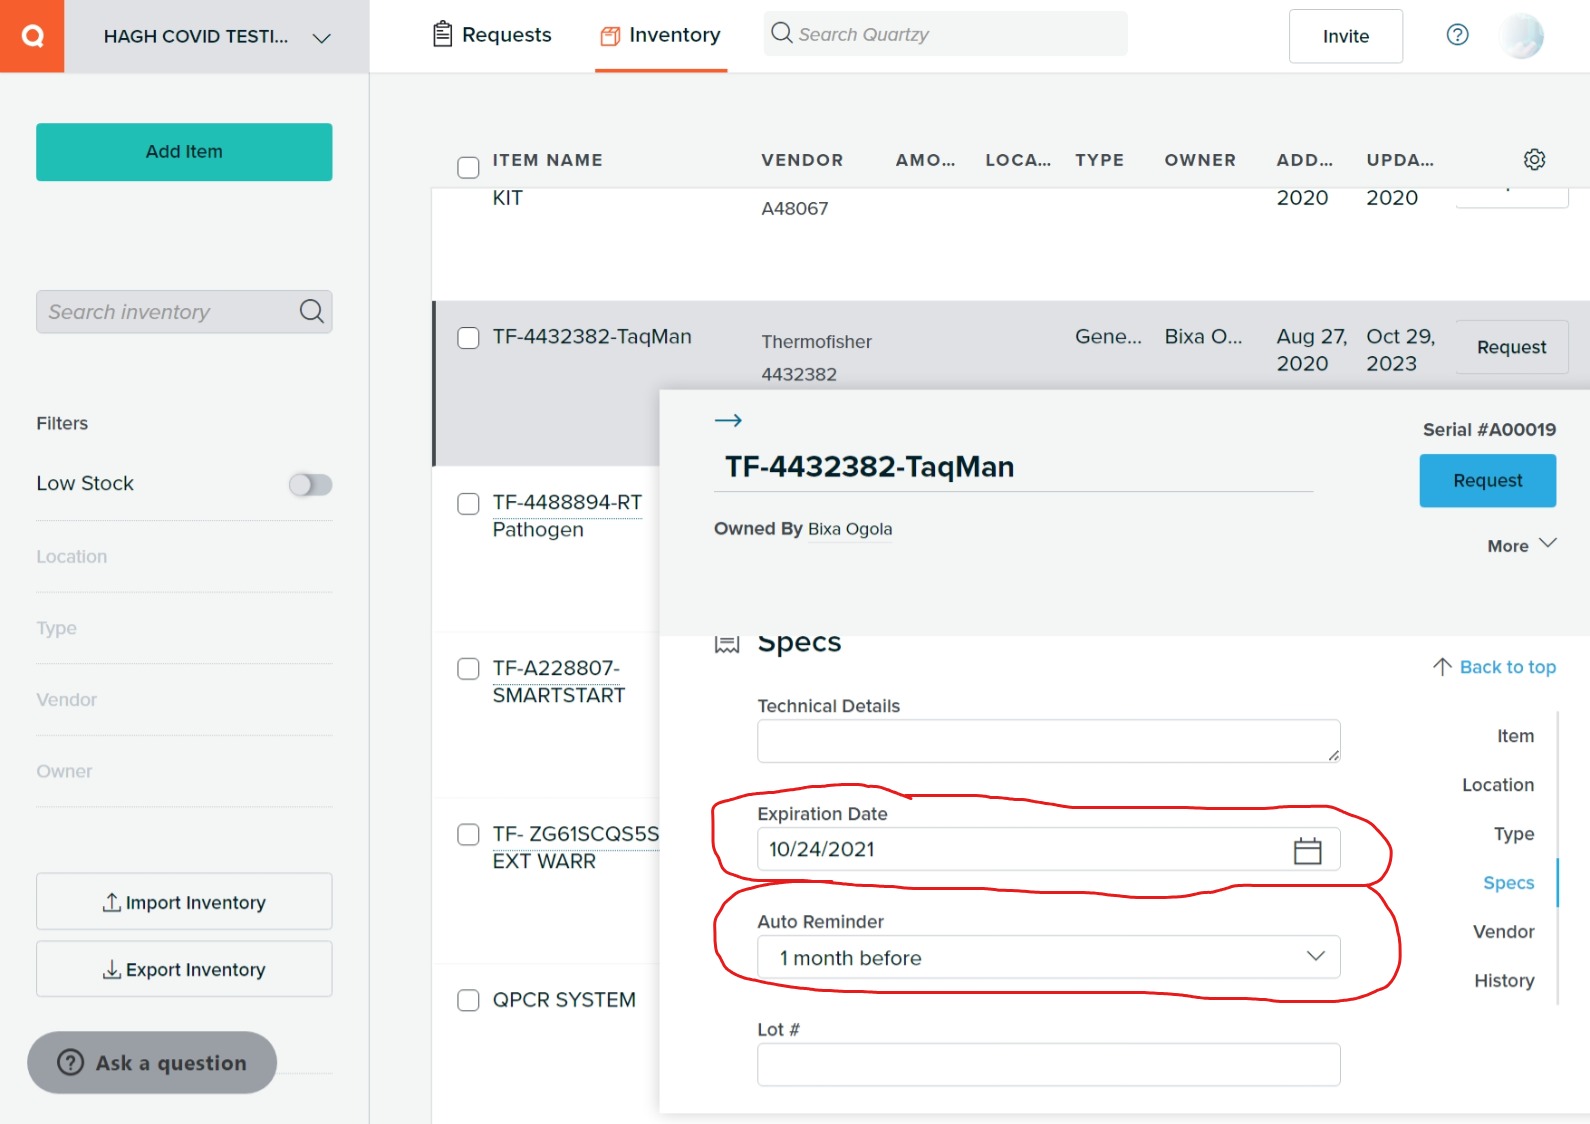 HAGH COVID TESTI...
Requests
Inventory
Search Quartzy
Invite
Add Item
Search inventory
Filters
Low Stock
Location
Type
Vendor
Owner
Import Inventory
Export Inventory
Ask a question
ITEM NAME VENDOR AMO... LOCA... TYPE OWNER ADD... UPDA...
KIT A48067 2020 2020
TF-4432382-TaqMan Thermofisher Gene... Bixa O... Aug 27, Oct 29, Request
4432382 2020 2023
TF-4488894-RT
Pathogen
TF-A228807-
SMARTSTART
TF- ZG61SCQS5S
EXT WARR
QPCR SYSTEM
Serial #A00019
TF-4432382-TaqMan
Request
Owned By Bixa Ogola
More
Specs
Back to top
Technical Details
Expiration Date
10/24/2021
Auto Reminder
1 month before
Lot #
Item
Location
Type
Specs
Vendor
History